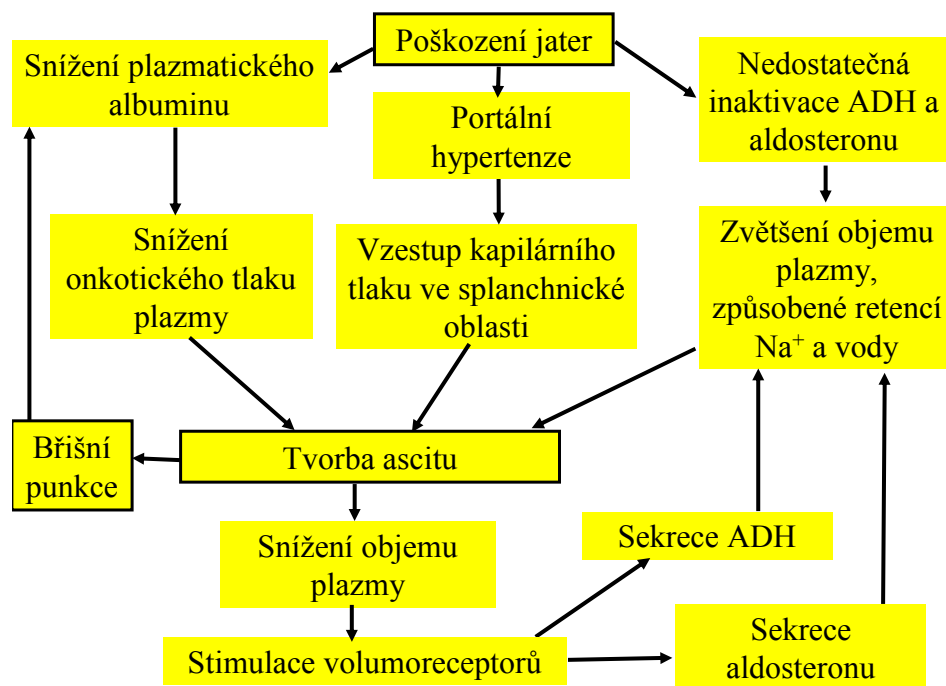 Poškození jater
Snížení plazmatického
albuminu
Portální
hypertenze
Nedostatečná
inaktivace ADH a
aldosteronu
Snížení
onkotického tlaku
plazmy
Vzestup kapilárního
tlaku ve splanchnické
oblasti
Zvětšení objemu
plazmy,
způsobené retencí
Na⁺ a vody
Břišní
punkce
Tvorba ascitu
Snížení objemu
plazmy
Sekrece ADH
Stimulace volumoreceptorů
Sekrece
aldosteronu